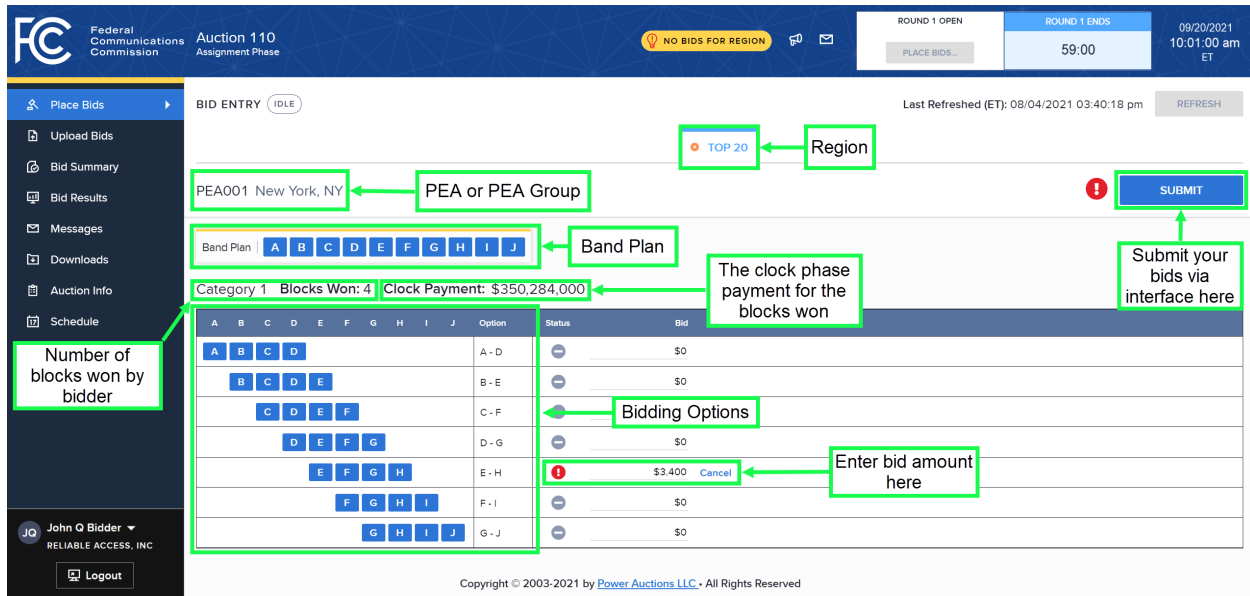 FCC
Federal
Communications
Commission
Auction 110
Assignment Phase
NO BIDS FOR REGION
ROUND 1 OPEN
PLACE BIDS...
ROUND 1 ENDS
59:00
09/20/2021
10:01:00 am
ET
Place Bids
Upload Bids
Bid Summary
Bid Results
Messages
Downloads
Auction Info
17 Schedule
Number of
blocks won by
bidder
JQ John Q Bidder
RELIABLE ACCESS, INC
Logout
BID ENTRY IDLE
Last Refreshed (ET): 08/04/2021 03:40:18 pm
REFRESH
TOP 20
Region
PEA001 New York, NY
PEA or PEA Group
SUBMIT
Band Plan A B C D E F G H I J
Band Plan
Submit your
bids via
interface here
The clock phase
payment for the
blocks won
Category 1 Blocks Won: 4 Clock Payment: $350,284,000
A B C D E F G H I J Option Status Bid
A B C D A - D $0
B C D E B - E $0
C D E F C - F
Bidding Options
D E F G D - G $0
E F G H E - H $3,400 Cancel
Enter bid amount
here
F G H I F - I $0
G H I J G - J $0
Copyright © 2003-2021 by Power Auctions LLC • All Rights Reserved